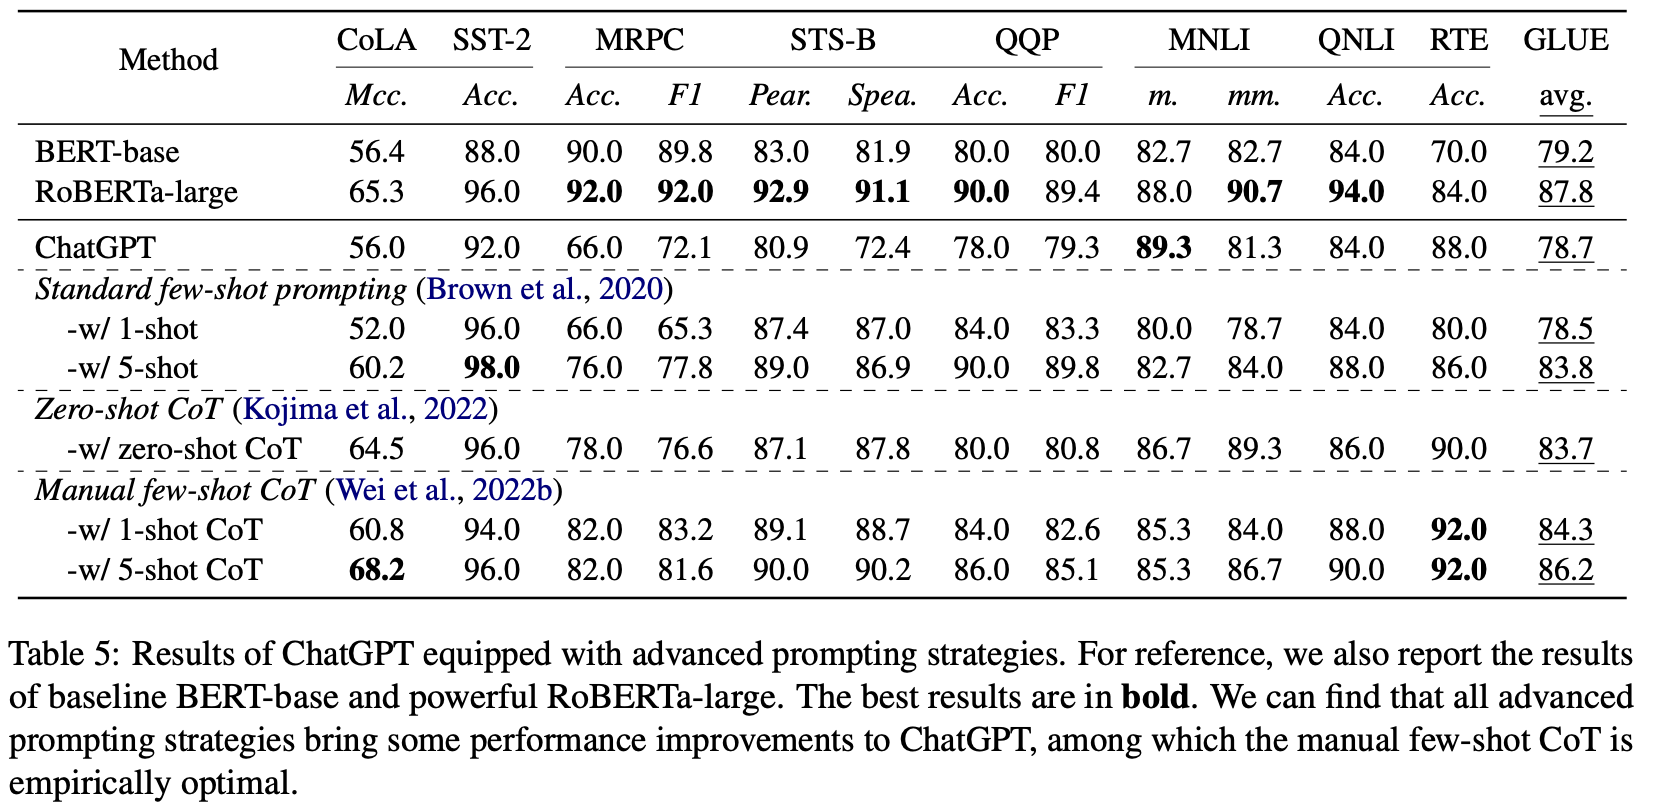 Method CoLA SST-2 MRPC STS-B QQP MNLI QNLI RTE GLUE
Mcc. Acc. Acc. F1 Pear. Spea. Acc. F1 m. mm. Acc. Acc. avg.
BERT-base 56.4 88.0 90.0 89.8 83.0 81.9 80.0 80.0 82.7 82.7 84.0 70.0 79.2
RoBERTa-large 65.3 96.0 92.0 92.0 92.9 91.1 90.0 89.4 88.0 90.7 94.0 84.0 87.8
ChatGPT 56.0 92.0 66.0 72.1 80.9 72.4 78.0 79.3 89.3 81.3 84.0 88.0 78.7
Standard few-shot prompting (Brown et al., 2020)
-w/ 1-shot 52.0 96.0 66.0 65.3 87.4 87.0 84.0 83.3 80.0 78.7 84.0 80.0 78.5
-w/ 5-shot 60.2 98.0 76.0 77.8 89.0 86.9 90.0 89.8 82.7 84.0 88.0 86.0 83.8
Zero-shot CoT (Kojima et al., 2022)
-w/ zero-shot CoT 64.5 96.0 78.0 76.6 87.1 87.8 80.0 80.8 86.7 89.3 86.0 90.0 83.7
Manual few-shot CoT (Wei et al., 2022b)
-w/ 1-shot CoT 60.8 94.0 82.0 83.2 89.1 88.7 84.0 82.6 85.3 84.0 88.0 92.0 84.3
-w/ 5-shot CoT 68.2 96.0 82.0 81.6 90.0 90.2 86.0 85.1 85.3 86.7 90.0 92.0 86.2
Table 5: Results of ChatGPT equipped with advanced prompting strategies. For reference, we also report the results
of baseline BERT-base and powerful RoBERTa-large. The best results are in bold. We can find that all advanced
prompting strategies bring some performance improvements to ChatGPT, among which the manual few-shot CoT is
empirically optimal.